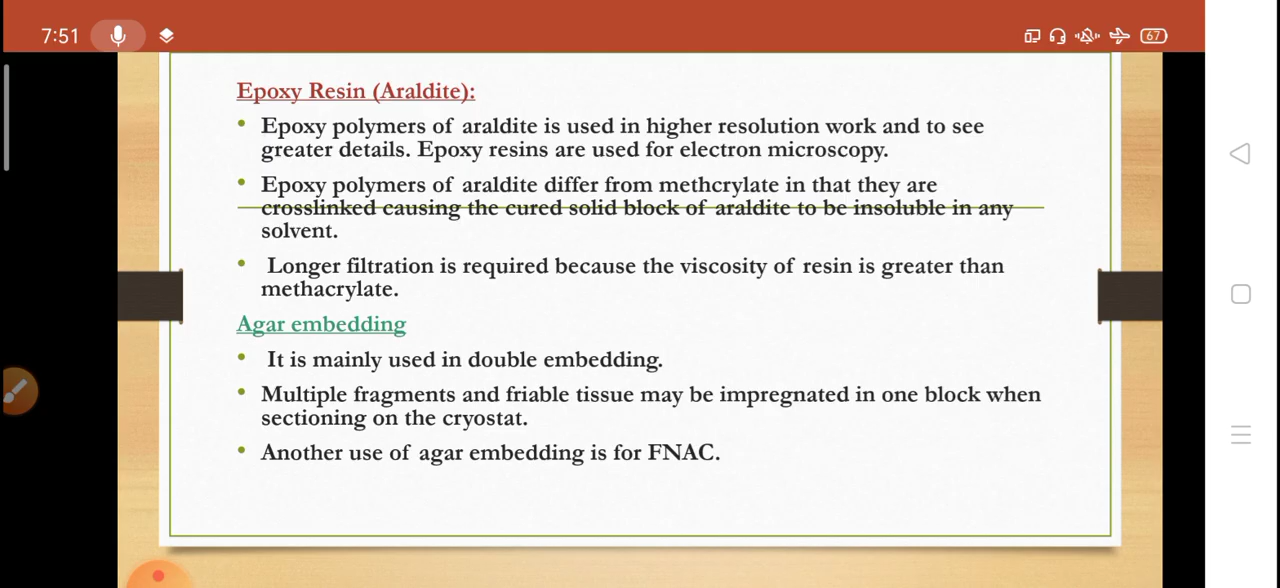 7:51
67
Epoxy Resin (Araldite):
• Epoxy polymers of araldite is used in higher resolution work and to see
greater details. Epoxy resins are used for electron microscopy.
• Epoxy polymers of araldite differ from methcrylate in that they are
crosslinked causing the cured solid block of araldite to be insoluble in any
solvent.
• Longer filtration is required because the viscosity of resin is greater than
methacrylate.
Agar embedding
• It is mainly used in double embedding.
• Multiple fragments and friable tissue may be impregnated in one block when
sectioning on the cryostat.
• Another use of agar embedding is for FNAC.